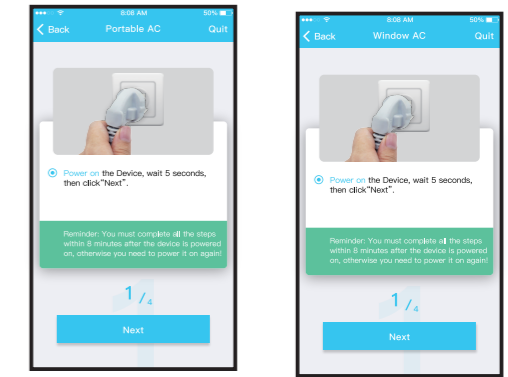 8:08 AM
50%
Back
Portable AC
Quit
Power on the Device, wait 5 seconds,
then click"Next".
Reminder: You must complete all the steps
within 8 minutes after the device is powered
on, otherwise you need to power it on again!
1 / 4
Next
8:08 AM
50%
Back
Window AC
Quit
Power on the Device, wait 5 seconds,
then click"Next".
Reminder: You must complete all the steps
within 8 minutes after the device is powered
on, otherwise you need to power it on again!
1 / 4
Next